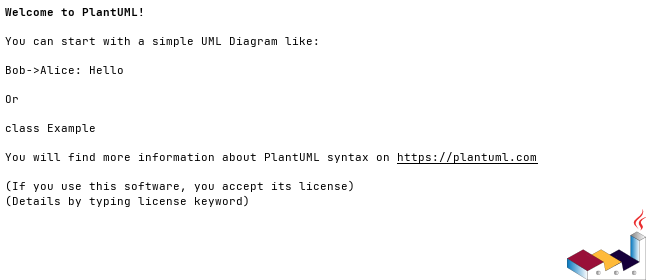 Welcome to PlantUML!
You can start with a simple UML Diagram like:
Bob->Alice: Hello
Or
class Example
You will find more information about PlantUML syntax on https://plantuml.com
(If you use this software, you accept its license)
(Details by typing license keyword)